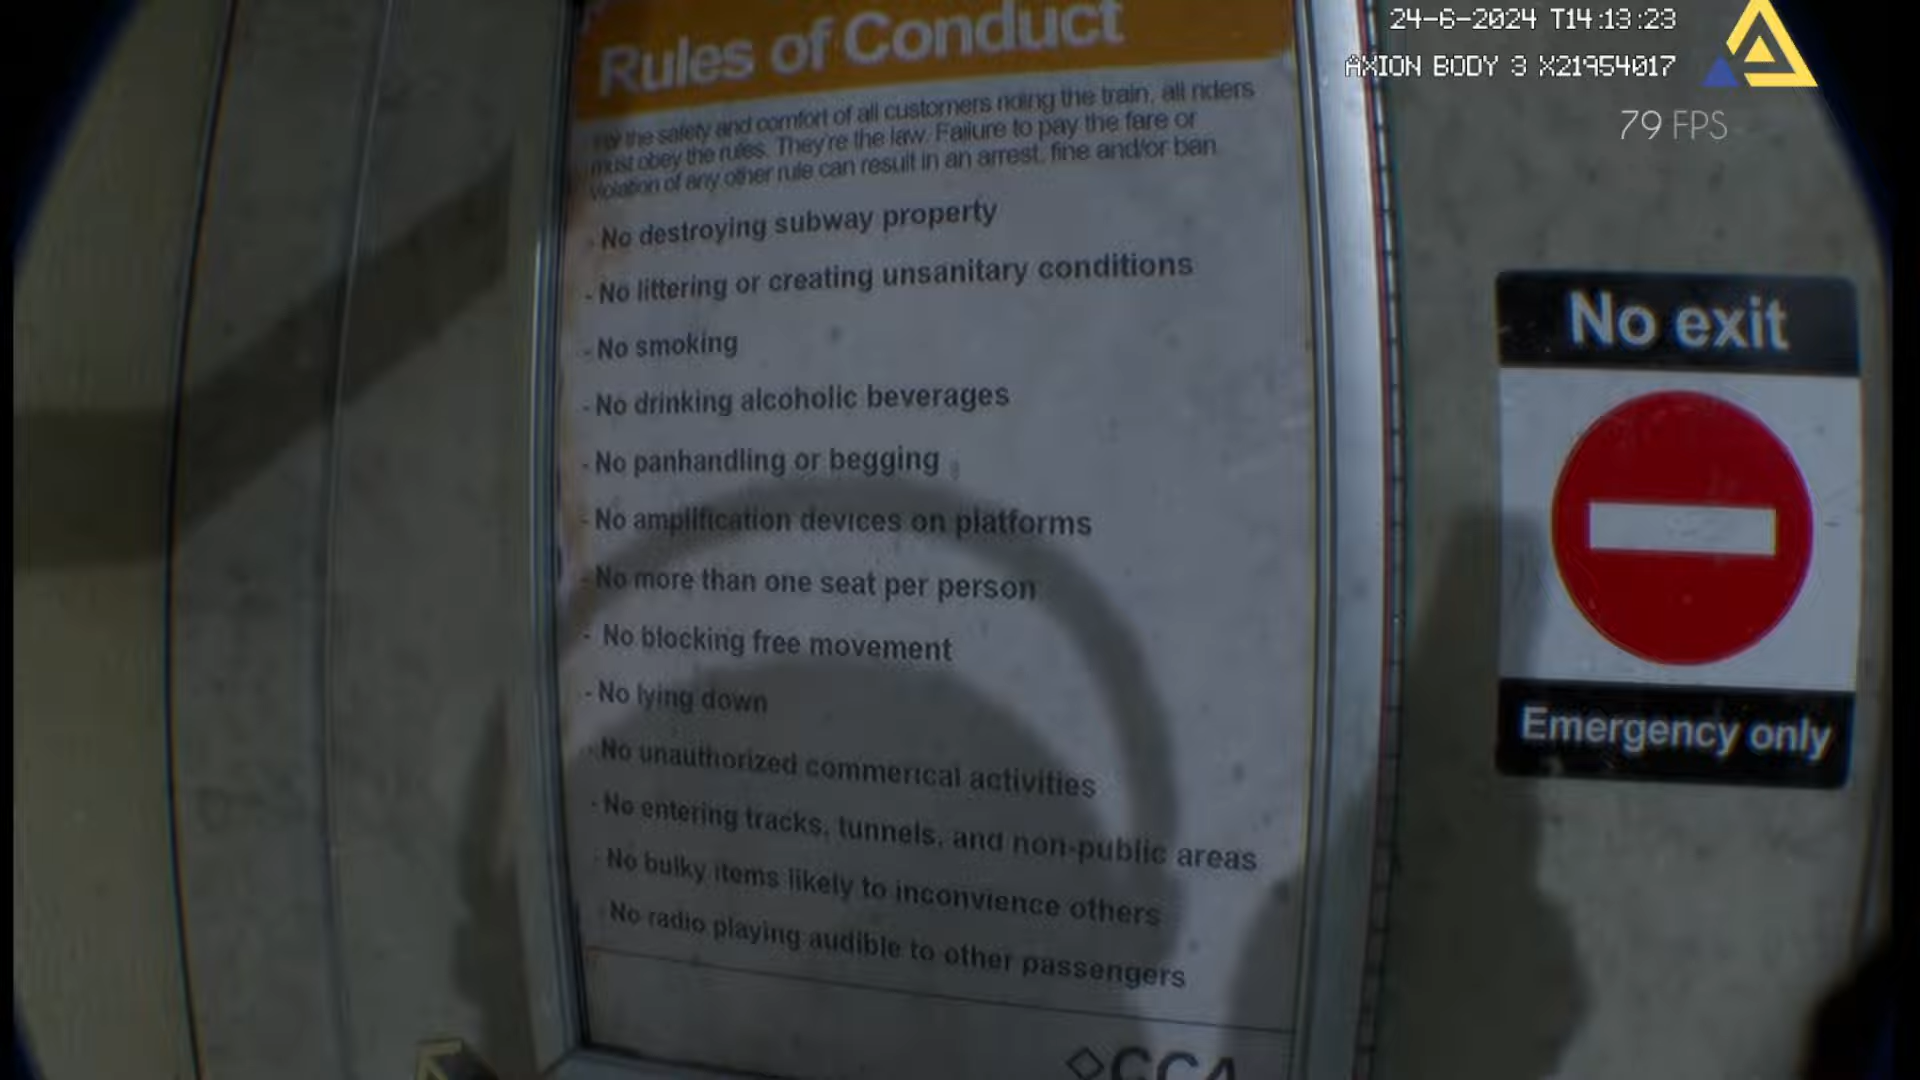 Rules of Conduct
For the safety and comfort of all customers riding the train, all riders
must obey the rules. They're the law. Failure to pay the fare or
violation of any other rule can result in an arrest, fine and/or ban
- No destroying subway property
- No littering or creating unsanitary conditions
- No smoking
- No drinking alcoholic beverages
- No panhandling or begging
- No amplification devices on platforms
- No more than one seat per person
- No blocking free movement
- No lying down
- No unauthorized commerical activities
- No entering tracks, tunnels, and non-public areas
- No bulky items likely to inconvience others
- No radio playing audible to other passengers
CCA
24-6-2024 T14:13:23
AXION BODY 3 X21954017
79 FPS
No exit
Emergency only